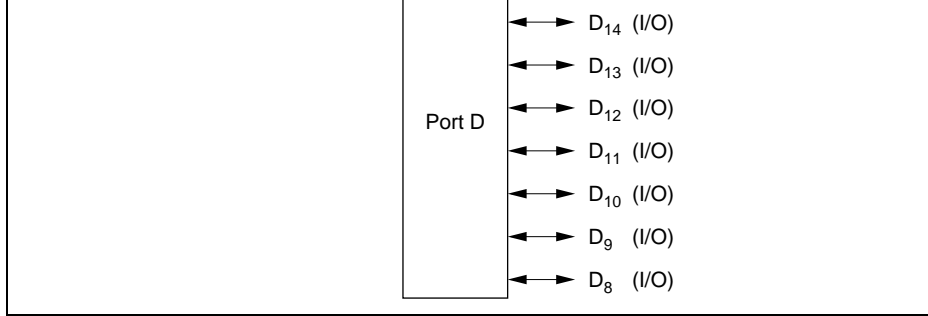 D14 (I/O)
D13 (I/O)
D12 (I/O)
Port D
D11 (I/O)
D10 (I/O)
D9 (I/O)
D8 (I/O)